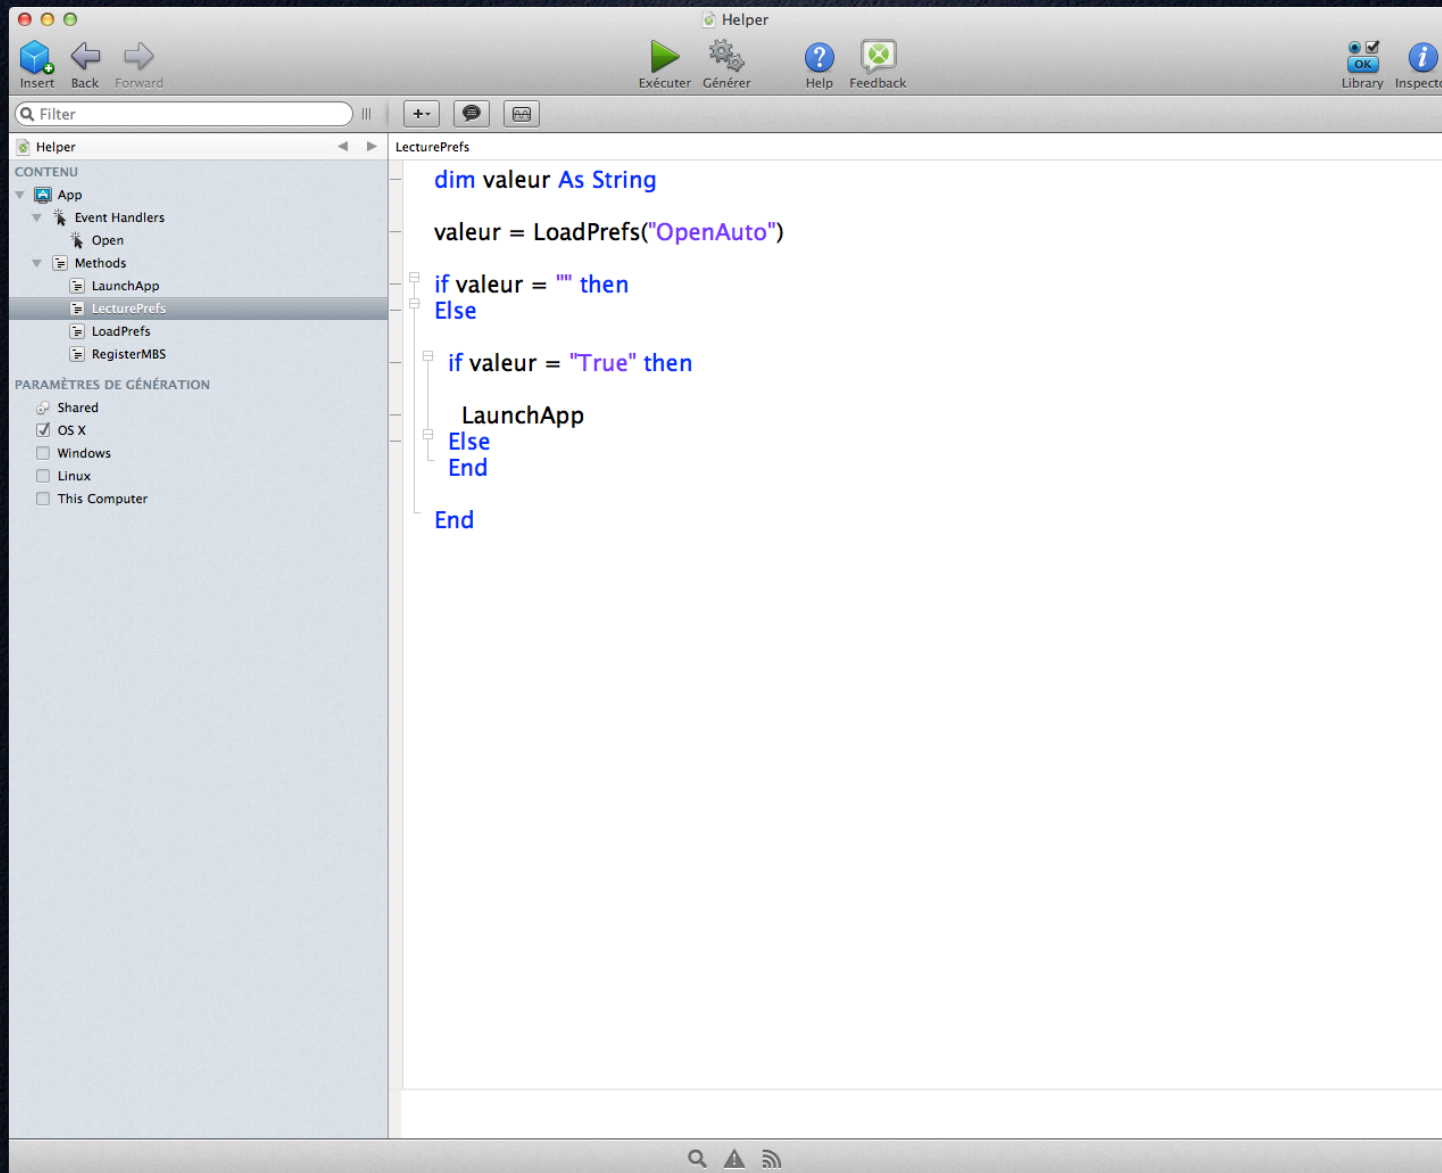 Helper
Insert
Back
Forward
Exécuter
Générer
Help
Feedback
OK
Library
Inspecto
Filter
Helper
LecturePrefs
CONTENU
App
Event Handlers
Open
Methods
LaunchApp
LecturePrefs
LoadPrefs
RegisterMBS
PARAMÈTRES DE GÉNÉRATION
Shared
OS X
Windows
Linux
This Computer
dim valeur As String
valeur = LoadPrefs("OpenAuto")
if valeur = "" then
Else
if valeur = "True" then
LaunchApp
Else
End
End